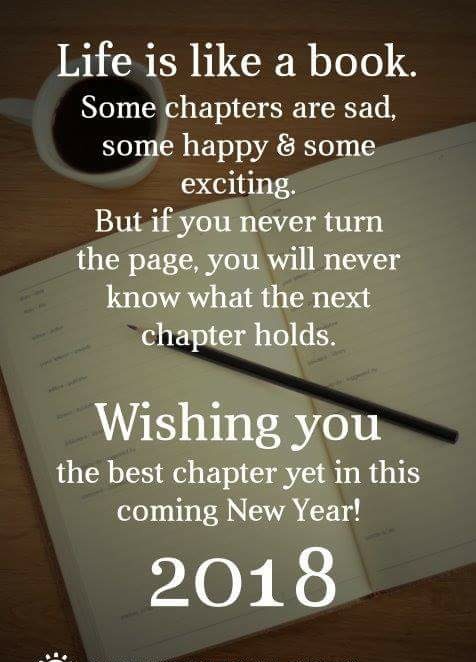 Life is like a book.
Some chapters are sad,
some happy & some
exciting.
But if you never turn
the page, you will never
know what the next
chapter holds.
Wishing you
the best chapter yet in this
coming New Year!
2018